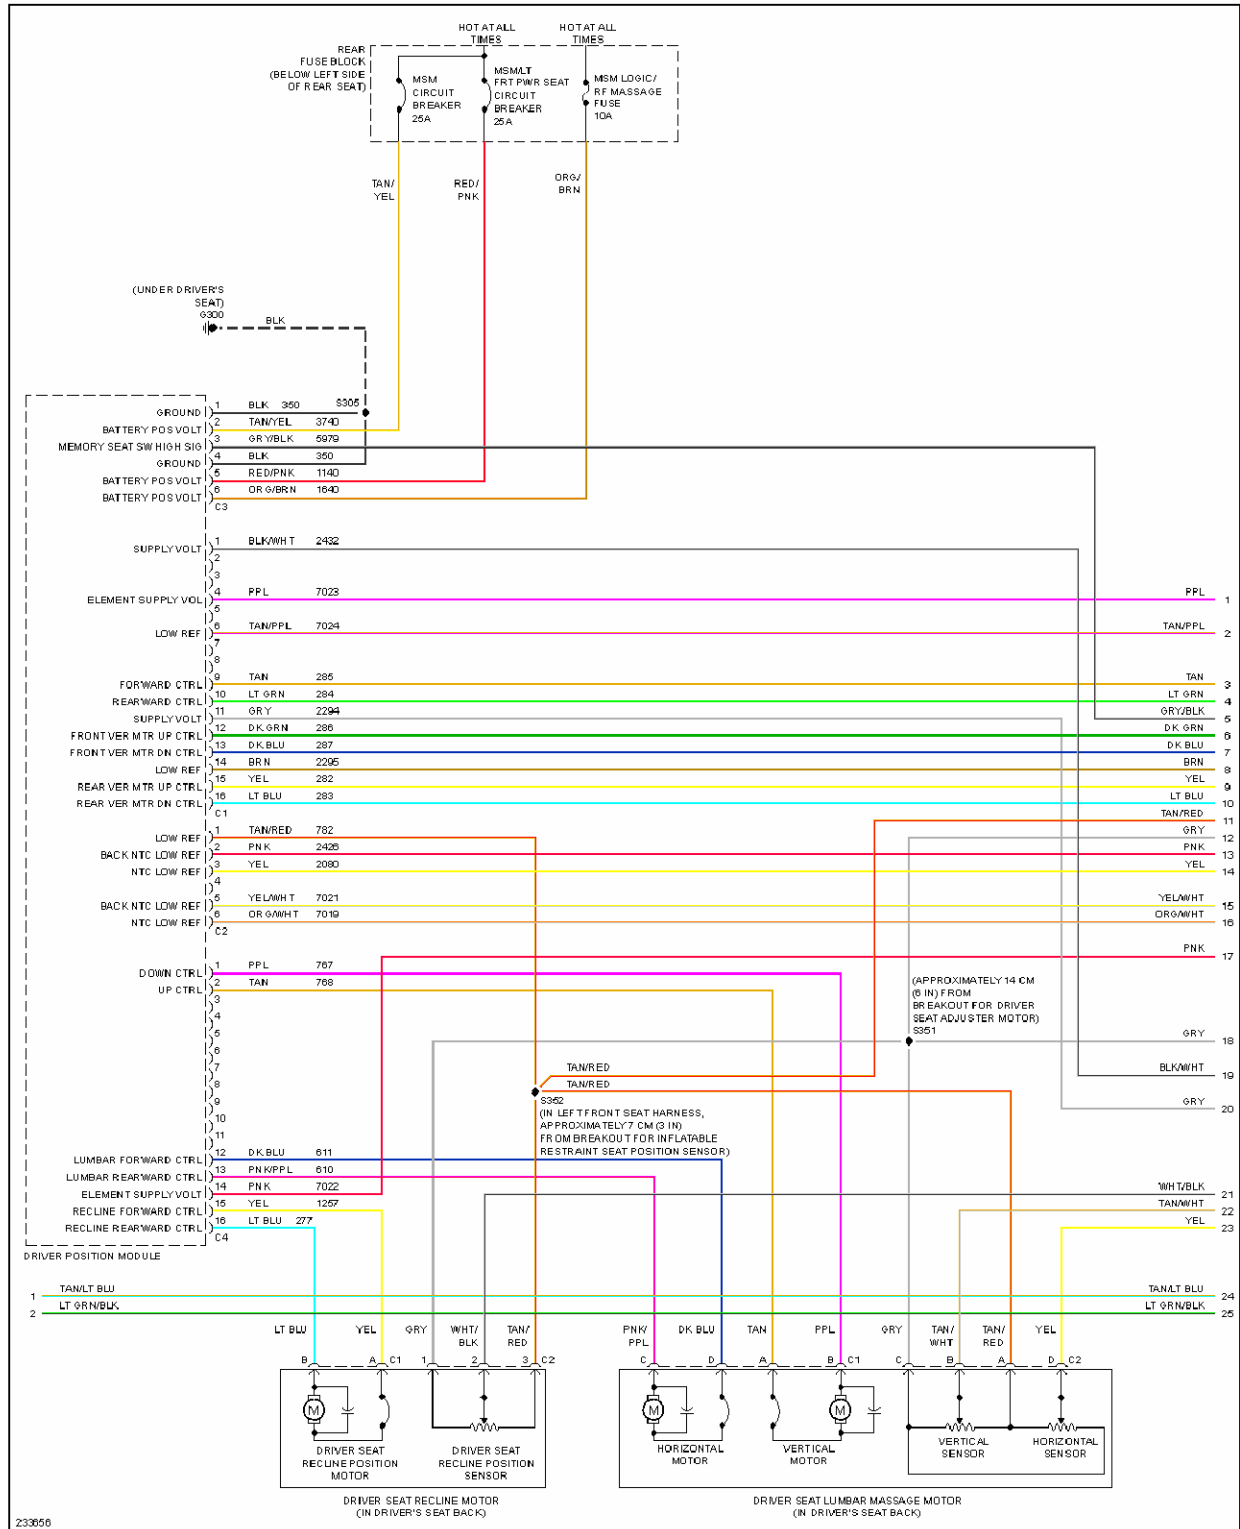 HOT AT ALL TIMES
HOT AT ALL TIMES
REAR FUSE BLOCK (BELOW LEFT SIDE OF REAR SEAT)
MSM CIRCUIT BREAKER 25A
MSM/LT FRT PWR SEAT CIRCUIT BREAKER 25A
MSM LOGIC/ RF MASSAGE FUSE 10A
TAN/ YEL
RED/ PNK
ORG/ BRN
(UNDER DRIVER'S SEAT) G300
BLK
S305
GROUND 1 BLK 350
BATTERY POS VOLT 2 TAN/YEL 3740
MEMORY SEAT SW HIGH SIG 3 GRY/BLK 5979
GROUND 4 BLK 350
BATTERY POS VOLT 5 RED/PNK 1140
BATTERY POS VOLT 6 ORG/BRN 1640
C3
SUPPLY VOLT 1 BLK/WHT 2432
2
3
ELEMENT SUPPLY VOL 4 PPL 7023 PPL 1
5
LOW REF 6 TAN/PPL 7024 TAN/PPL 2
7
8
FORWARD CTRL 9 TAN 285 TAN 3
REARWARD CTRL 10 LT GRN 284 LT GRN 4
SUPPLY VOLT 11 GRY 2294 GRY/BLK 5
FRONT VER MTR UP CTRL 12 DK GRN 286 DK GRN 6
FRONT VER MTR DN CTRL 13 DK BLU 287 DK BLU 7
LOW REF 14 BRN 2295 BRN 8
REAR VER MTR UP CTRL 15 YEL 282 YEL 9
REAR VER MTR DN CTRL 16 LT BLU 283 LT BLU 10
C1
TAN/RED 11
LOW REF 1 TAN/RED 782 GRY 12
BACK NTC LOW REF 2 PNK 2426 PNK 13
NTC LOW REF 3 YEL 2080 YEL 14
4
BACK NTC LOW REF 5 YEL/WHT 7021 YEL/WHT 15
NTC LOW REF 6 ORG/WHT 7019 ORG/WHT 16
C2
PNK 17
DOWN CTRL 1 PPL 767
UP CTRL 2 TAN 768
3
4
5
6
7
8
9
10
11
(APPROXIMATELY 14 CM (6 IN) FROM BREAKOUT FOR DRIVER SEAT ADJUSTER MOTOR) S351
GRY 18
BLK/WHT 19
GRY 20
TAN/RED
TAN/RED
S352
(IN LEFT FRONT SEAT HARNESS, APPROXIMATELY 7 CM (3 IN) FROM BREAKOUT FOR INFLATABLE RESTRAINT SEAT POSITION SENSOR)
LUMBAR FORWARD CTRL 12 DK BLU 611
LUMBAR REARWARD CTRL 13 PNK/PPL 610
ELEMENT SUPPLY VOLT 14 PNK 7022 WHT/BLK 21
RECLINE FORWARD CTRL 15 YEL 1257 TAN/WHT 22
RECLINE REARWARD CTRL 16 LT BLU 277 YEL 23
C4
DRIVER POSITION MODULE
1 TAN/LT BLU TAN/LT BLU 24
2 LT GRN/BLK LT GRN/BLK 25
LT BLU YEL GRY WHT/ BLK TAN/ RED PNK/ PPL DK BLU TAN PPL GRY TAN/ WHT TAN/ RED YEL
B A C1 1 2 3 C2 C D A B C1 C B A D C2
M M M
DRIVER SEAT RECLINE POSITION MOTOR
DRIVER SEAT RECLINE POSITION SENSOR
HORIZONTAL MOTOR
VERTICAL MOTOR
VERTICAL SENSOR
HORIZONTAL SENSOR
DRIVER SEAT RECLINE MOTOR (IN DRIVER'S SEAT BACK)
DRIVER SEAT LUMBAR MASSAGE MOTOR (IN DRIVER'S SEAT BACK)
233656